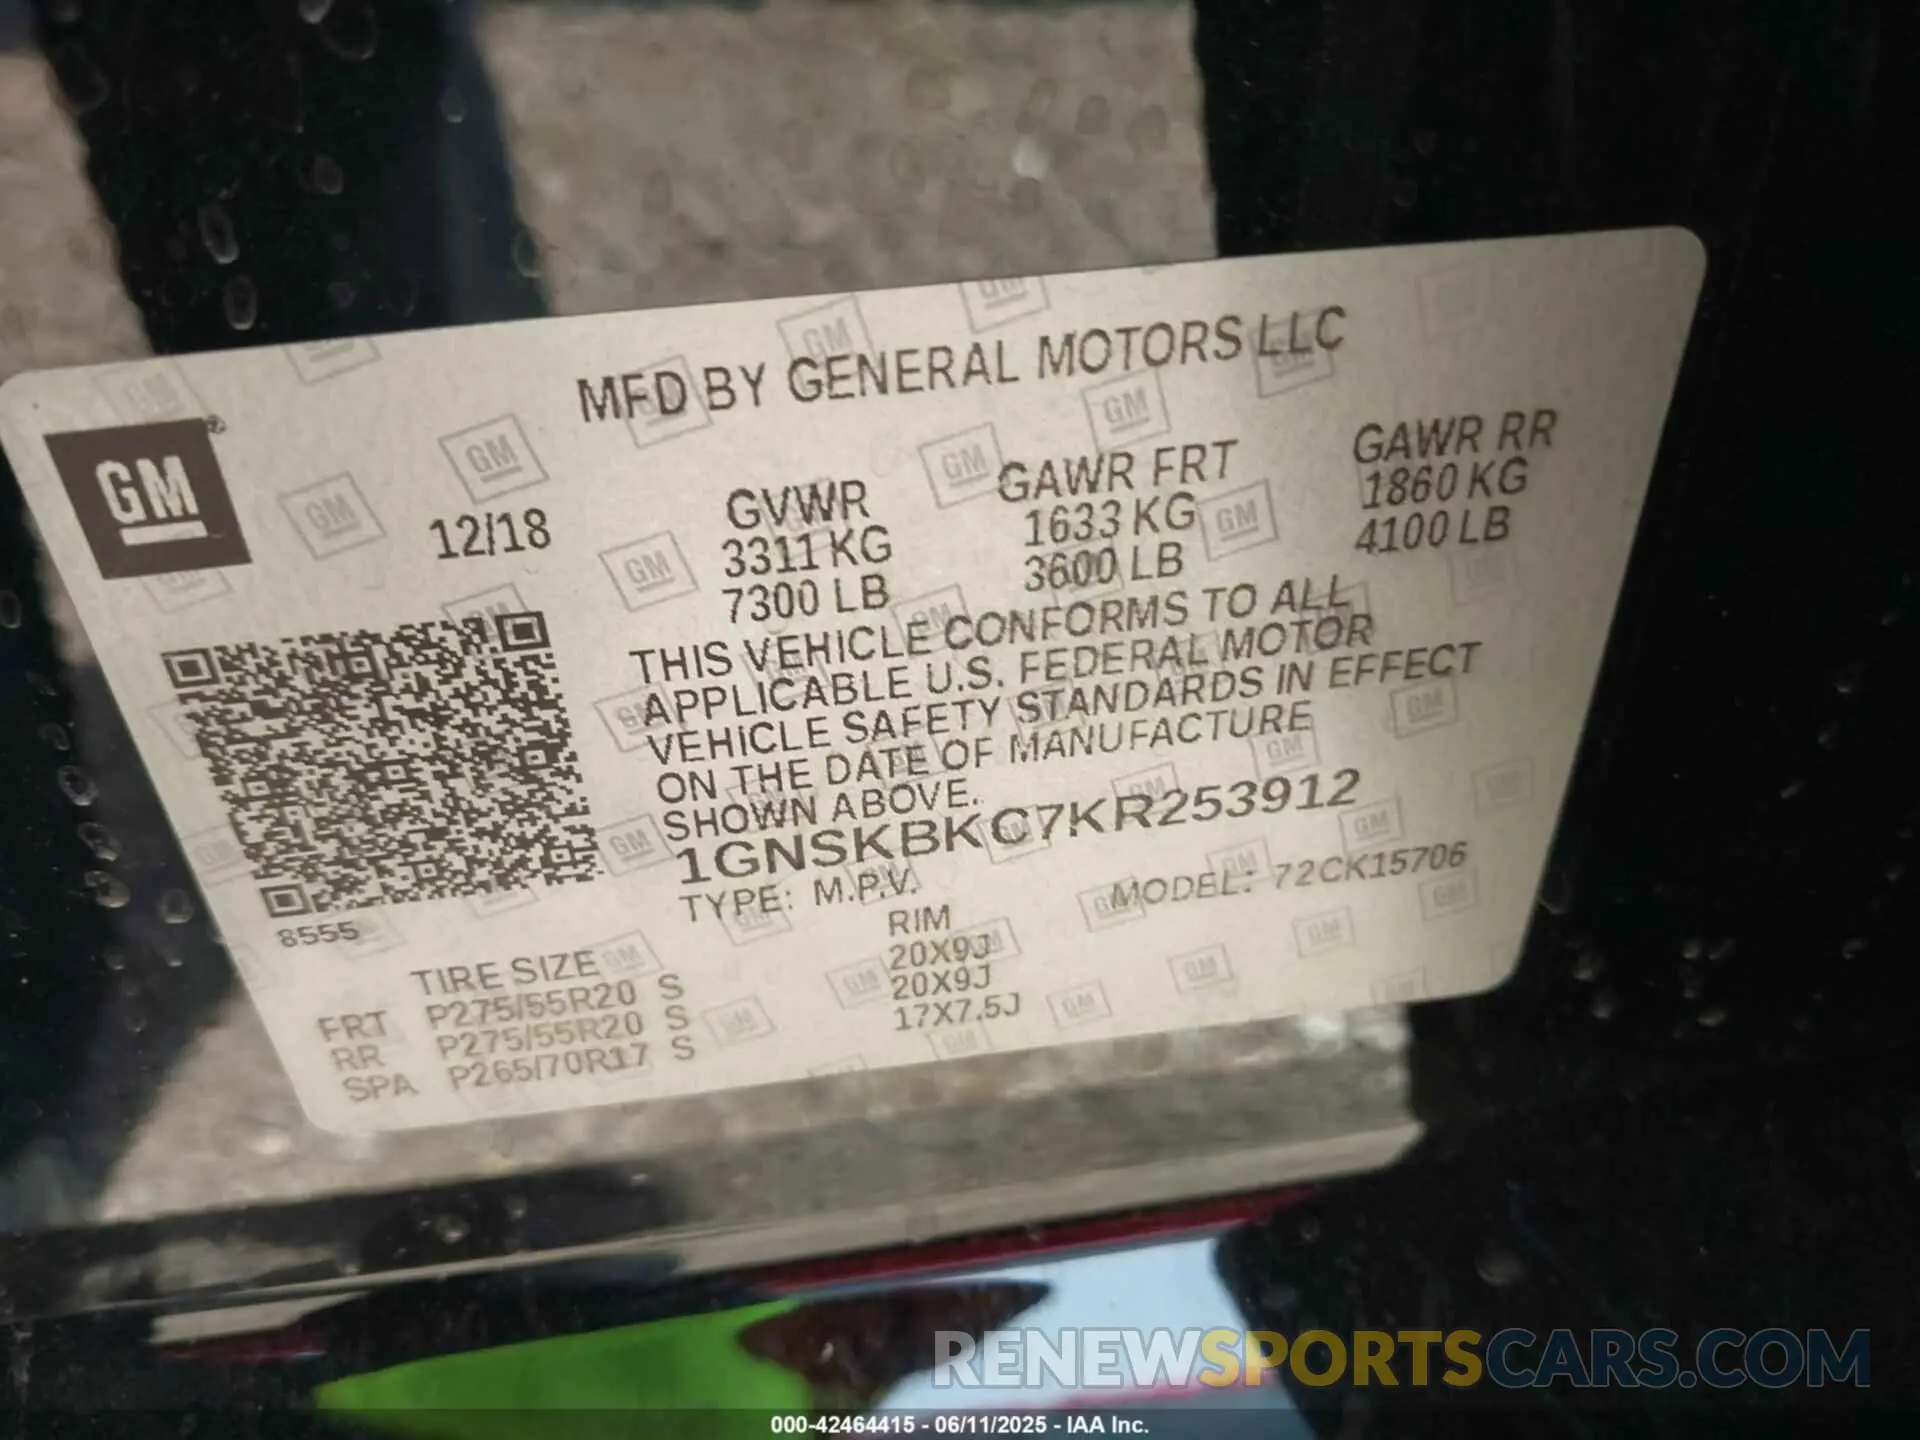 MFD BY GENERAL MOTORS LLC
GM
12/18
GVWR
3311 KG
7300 LB
GAWR FRT
1633 KG
3600 LB
GAWR RR
1860 KG
4100 LB
THIS VEHICLE CONFORMS TO ALL
APPLICABLE U.S. FEDERAL MOTOR
VEHICLE SAFETY STANDARDS IN EFFECT
ON THE DATE OF MANUFACTURE
SHOWN ABOVE.
1GNSKBKC7KR253912
TYPE: M.P.V.
MODEL: 72CK15706
8555
TIRE SIZE RIM
FRT P275/55R20 S 20X9J
RR P275/55R20 S 20X9J
SPA P265/70R17 S 17X7.5J
RENEWSPORTSCARS.COM
000-42464415 - 06/11/2025 - IAA Inc.